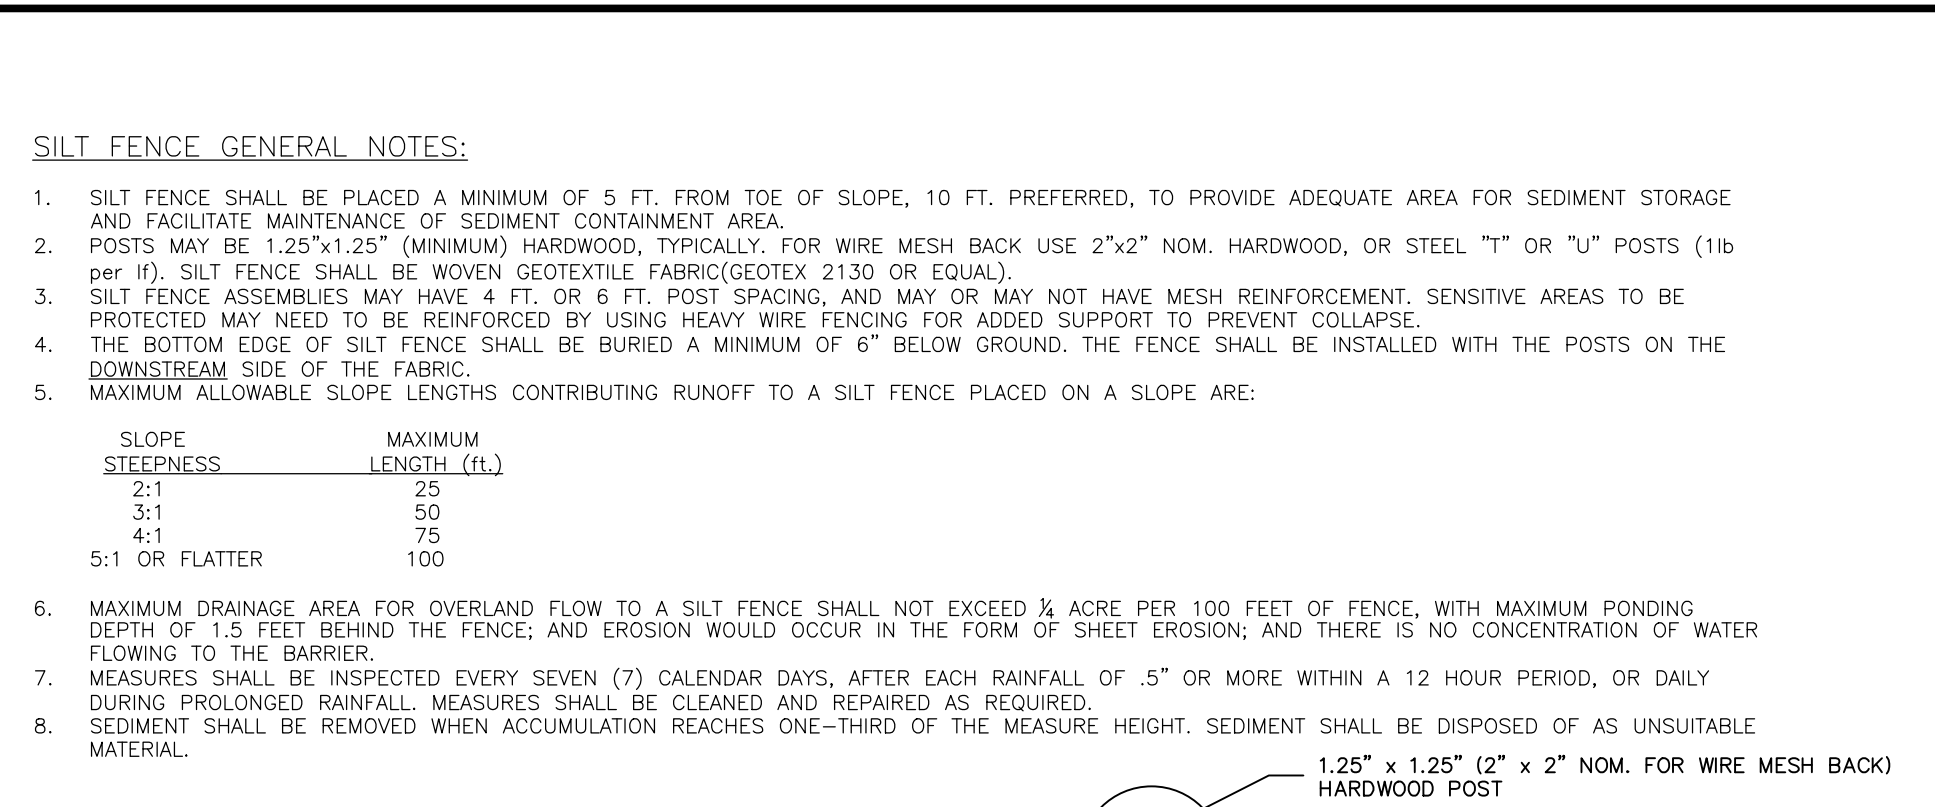 SILT FENCE GENERAL NOTES:
1. SILT FENCE SHALL BE PLACED A MINIMUM OF 5 FT. FROM TOE OF SLOPE, 10 FT. PREFERRED, TO PROVIDE ADEQUATE AREA FOR SEDIMENT STORAGE
AND FACILITATE MAINTENANCE OF SEDIMENT CONTAINMENT AREA.
2. POSTS MAY BE 1.25"x1.25" (MINIMUM) HARDWOOD, TYPICALLY. FOR WIRE MESH BACK USE 2"x2" NOM. HARDWOOD, OR STEEL "T" OR "U" POSTS (1lb
per lf). SILT FENCE SHALL BE WOVEN GEOTEXTILE FABRIC(GEOTEX 2130 OR EQUAL).
3. SILT FENCE ASSEMBLIES MAY HAVE 4 FT. OR 6 FT. POST SPACING, AND MAY OR MAY NOT HAVE MESH REINFORCEMENT. SENSITIVE AREAS TO BE
PROTECTED MAY NEED TO BE REINFORCED BY USING HEAVY WIRE FENCING FOR ADDED SUPPORT TO PREVENT COLLAPSE.
4. THE BOTTOM EDGE OF SILT FENCE SHALL BE BURIED A MINIMUM OF 6" BELOW GROUND. THE FENCE SHALL BE INSTALLED WITH THE POSTS ON THE
DOWNSTREAM SIDE OF THE FABRIC.
5. MAXIMUM ALLOWABLE SLOPE LENGTHS CONTRIBUTING RUNOFF TO A SILT FENCE PLACED ON A SLOPE ARE:
SLOPE MAXIMUM
STEEPNESS LENGTH (ft.)
2:1 25
3:1 50
4:1 75
5:1 OR FLATTER 100
6. MAXIMUM DRAINAGE AREA FOR OVERLAND FLOW TO A SILT FENCE SHALL NOT EXCEED ¼ ACRE PER 100 FEET OF FENCE, WITH MAXIMUM PONDING
DEPTH OF 1.5 FEET BEHIND THE FENCE; AND EROSION WOULD OCCUR IN THE FORM OF SHEET EROSION; AND THERE IS NO CONCENTRATION OF WATER
FLOWING TO THE BARRIER.
7. MEASURES SHALL BE INSPECTED EVERY SEVEN (7) CALENDAR DAYS, AFTER EACH RAINFALL OF .5" OR MORE WITHIN A 12 HOUR PERIOD, OR DAILY
DURING PROLONGED RAINFALL. MEASURES SHALL BE CLEANED AND REPAIRED AS REQUIRED.
8. SEDIMENT SHALL BE REMOVED WHEN ACCUMULATION REACHES ONE–THIRD OF THE MEASURE HEIGHT. SEDIMENT SHALL BE DISPOSED OF AS UNSUITABLE
MATERIAL.
1.25" x 1.25" (2" x 2" NOM. FOR WIRE MESH BACK)
HARDWOOD POST